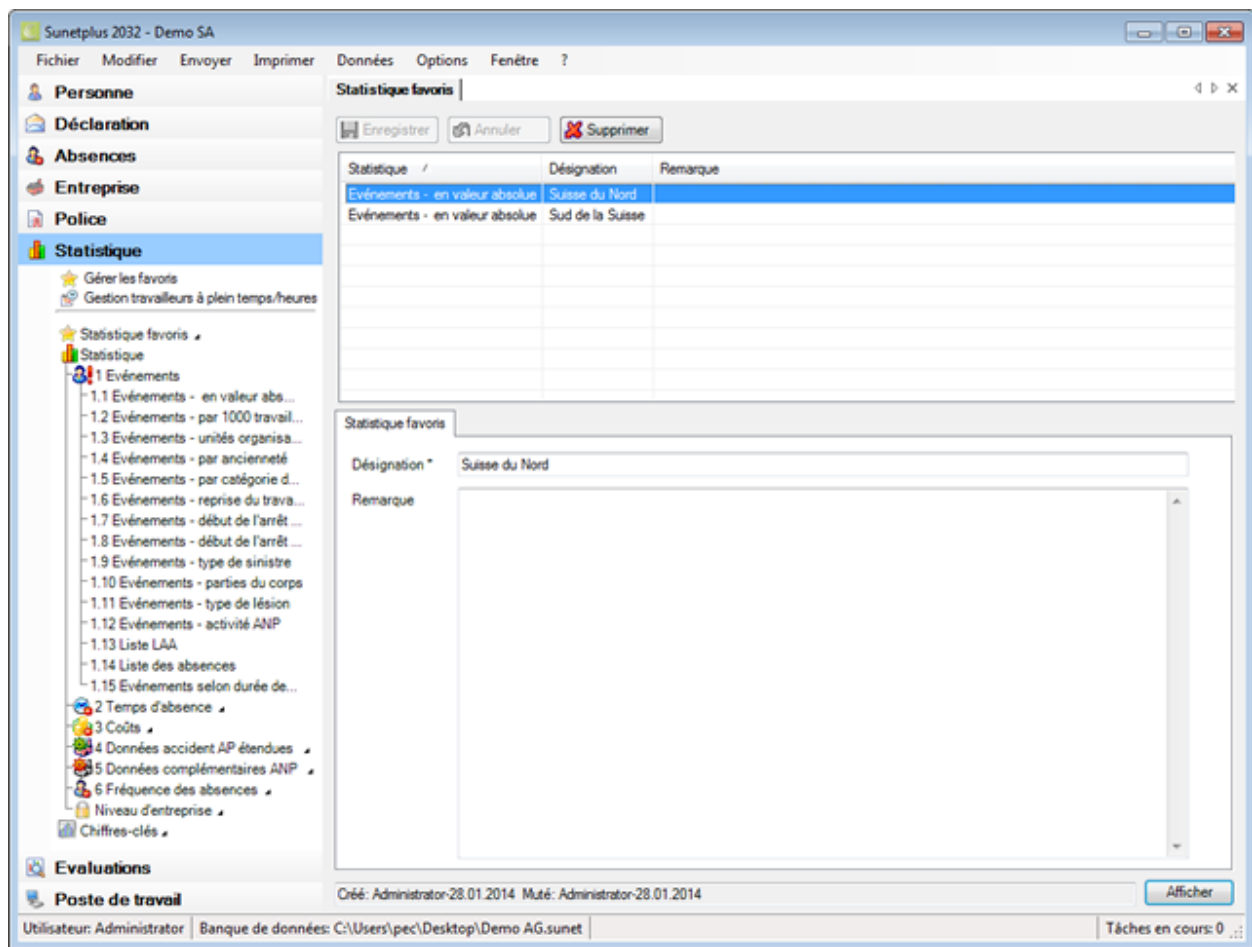 Sunetplus 2032 - Demo SA
Fichier Modifier Envoyer Imprimer Données Options Fenêtre ?
Personne
Déclaration
Absences
Entreprise
Police
Statistique
Gérer les favoris
Gestion travailleurs à plein temps/heures
Statistique favoris
Statistique
1 Evénements
1.1 Evénements - en valeur abs...
1.2 Evénements - par 1000 travail...
1.3 Evénements - unités organisa...
1.4 Evénements - par ancienneté
1.5 Evénements - par catégorie d...
1.6 Evénements - reprise du trava...
1.7 Evénements - début de l'arrêt ...
1.8 Evénements - début de l'arrêt ...
1.9 Evénements - type de sinistre
1.10 Evénements - parties du corps
1.11 Evénements - type de lésion
1.12 Evénements - activité ANP
1.13 Liste LAA
1.14 Liste des absences
1.15 Evénements selon durée de...
2 Temps d'absence
3 Coûts
4 Données accident AP étendues
5 Données complémentaires ANP
6 Fréquence des absences
Niveau d'entreprise
Chiffres-clés
Evaluations
Poste de travail
Statistique favoris
Enregistrer Annuler Supprimer
Statistique Désignation Remarque
Evénements - en valeur absolue Suisse du Nord
Evénements - en valeur absolue Sud de la Suisse
Statistique favoris
Désignation * Suisse du Nord
Remarque
Créé: Administrator-28.01.2014 Muté: Administrator-28.01.2014
Afficher
Utilisateur: Administrator Banque de données: C:\Users\pec\Desktop\Demo AG.sunet Tâches en cours: 0